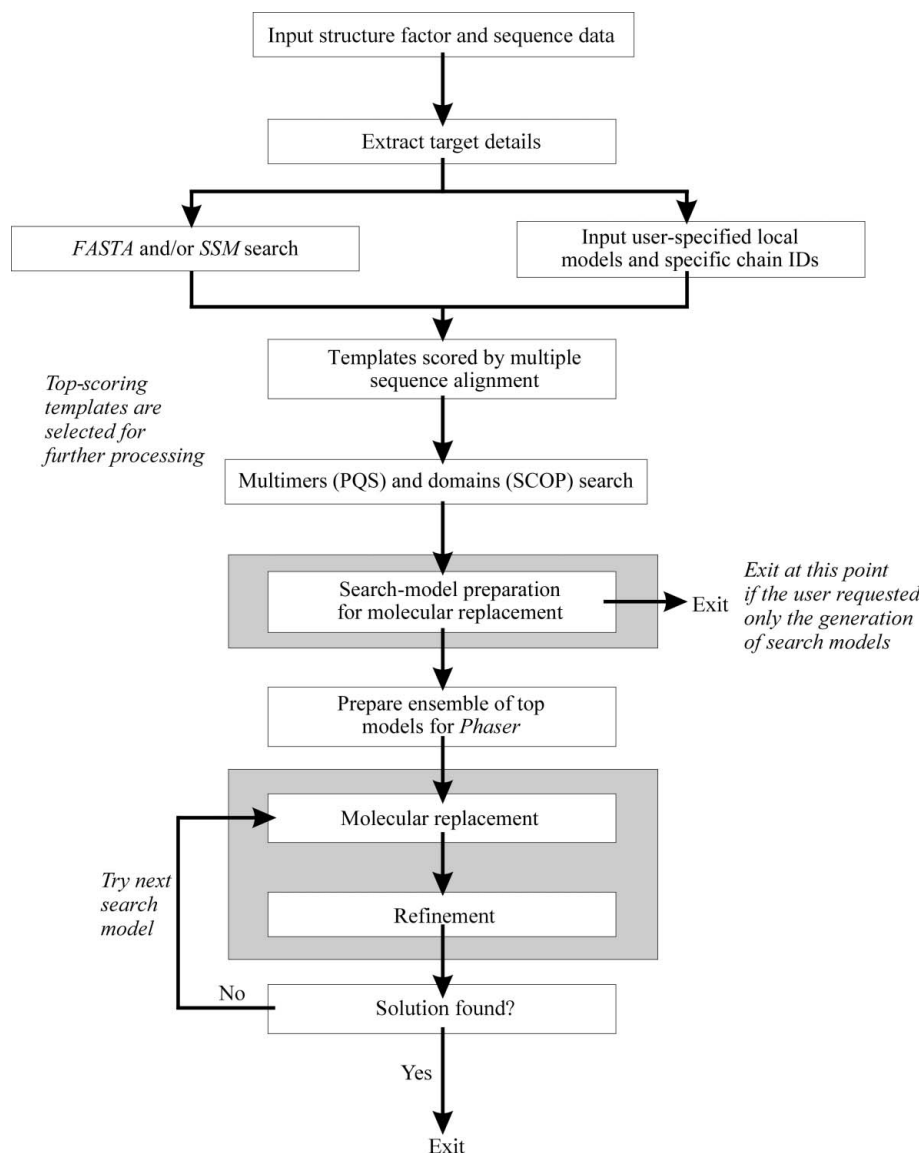 Input structure factor and sequence data
Extract target details
FASTA and/or SSM search
Input user-specified local
models and specific chain IDs
Templates scored by multiple
sequence alignment
Top-scoring
templates are
selected for
further processing
Multimers (PQS) and domains (SCOP) search
Search-model preparation
for molecular replacement
Exit
Exit at this point
if the user requested
only the generation
of search models
Prepare ensemble of top
models for Phaser
Molecular replacement
Try next
search
model
Refinement
No
Solution found?
Yes
Exit